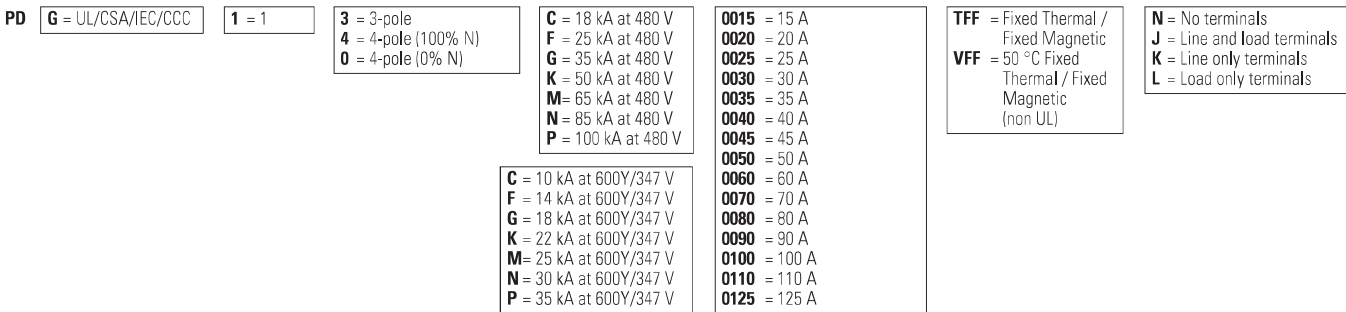 PD
G = UL/CSA/IEC/CCC
1 = 1
3 = 3-pole
4 = 4-pole (100% N)
0 = 4-pole (0% N)
C = 18 kA at 480 V
F = 25 kA at 480 V
G = 35 kA at 480 V
K = 50 kA at 480 V
M= 65 kA at 480 V
N = 85 kA at 480 V
P = 100 kA at 480 V
C = 10 kA at 600Y/347 V
F = 14 kA at 600Y/347 V
G = 18 kA at 600Y/347 V
K = 22 kA at 600Y/347 V
M= 25 kA at 600Y/347 V
N = 30 kA at 600Y/347 V
P = 35 kA at 600Y/347 V
0015 = 15 A
0020 = 20 A
0025 = 25 A
0030 = 30 A
0035 = 35 A
0040 = 40 A
0045 = 45 A
0050 = 50 A
0060 = 60 A
0070 = 70 A
0080 = 80 A
0090 = 90 A
0100 = 100 A
0110 = 110 A
0125 = 125 A
TFF = Fixed Thermal /
Fixed Magnetic
VFF = 50 °C Fixed
Thermal / Fixed
Magnetic
(non UL)
N = No terminals
J = Line and load terminals
K = Line only terminals
L = Load only terminals